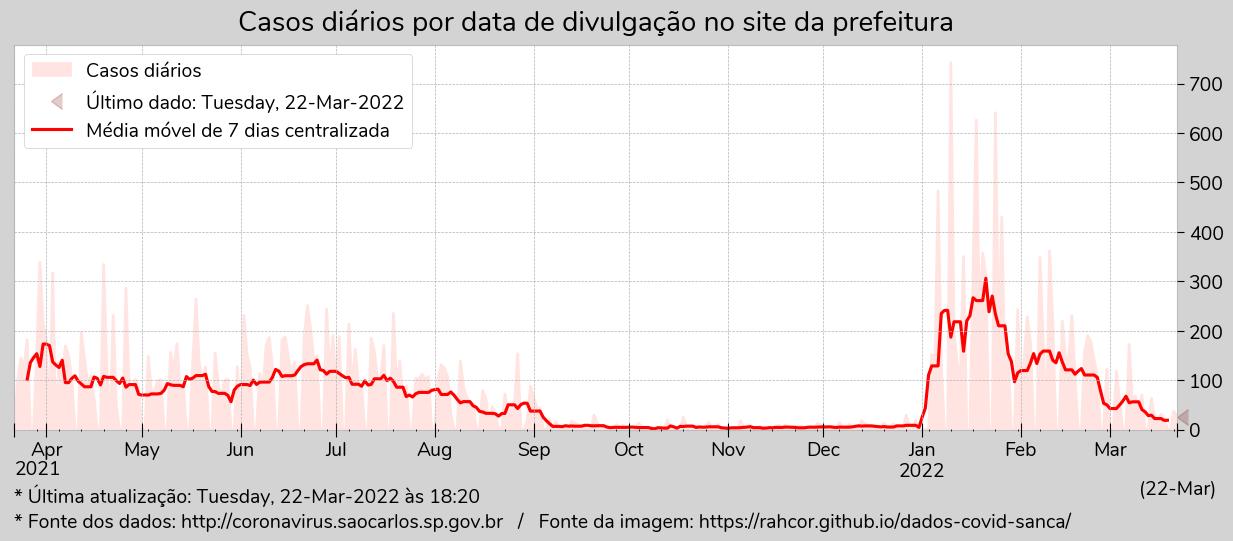 Casos diários por data de divulgação no site da prefeitura
Casos diários
Último dado: Tuesday, 22-Mar-2022
Média móvel de 7 dias centralizada
700
600
500
400
300
200
100
0
Apr May Jun Jul Aug Sep Oct Nov Dec Jan Feb Mar
2021 2022
(22-Mar)
* Última atualização: Tuesday, 22-Mar-2022 às 18:20
* Fonte dos dados: http://coronavirus.saocarlos.sp.gov.br / Fonte da imagem: https://rahcor.github.io/dados-covid-sanca/